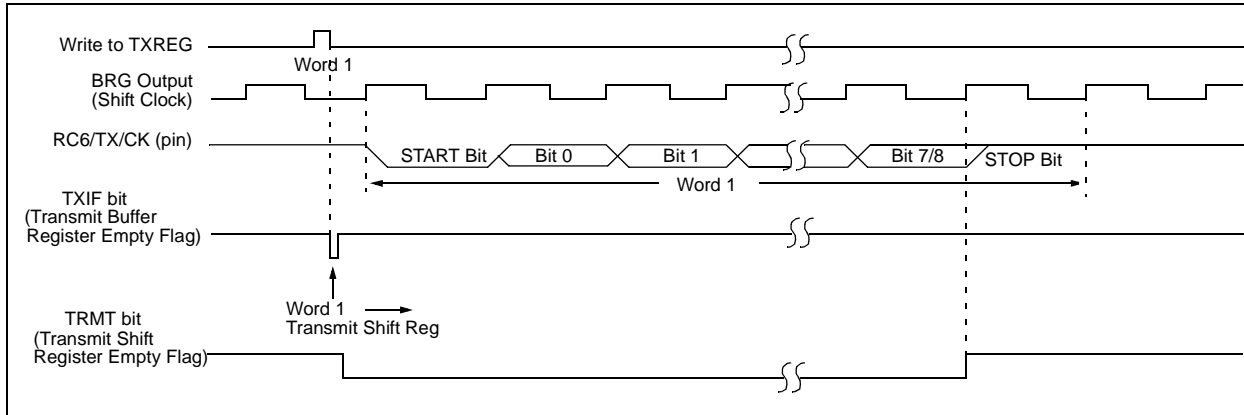 Write to TXREG
Word 1
BRG Output
(Shift Clock)
RC6/TX/CK (pin)
START Bit
Bit 0
Bit 1
Bit 7/8
STOP Bit
Word 1
TXIF bit
(Transmit Buffer
Register Empty Flag)
Word 1
Transmit Shift Reg
TRMT bit
(Transmit Shift
Register Empty Flag)